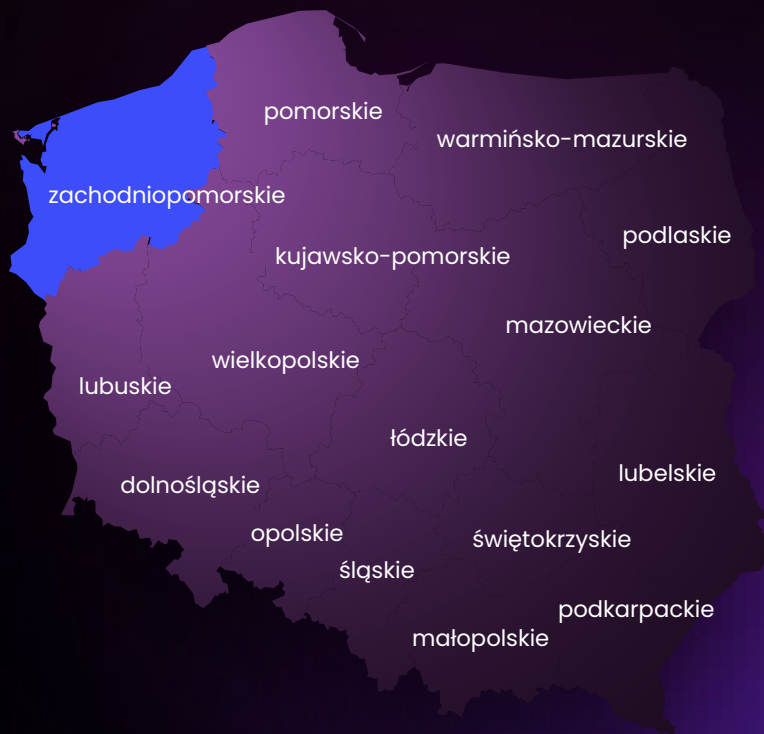 pomorskie
warmińsko-mazurskie
zachodniopomorskie
podlaskie
kujawsko-pomorskie
mazowieckie
wielkopolskie
lubuskie
łódzkie
lubelskie
dolnośląskie
opolskie
świętokrzyskie
śląskie
podkarpackie
małopolskie